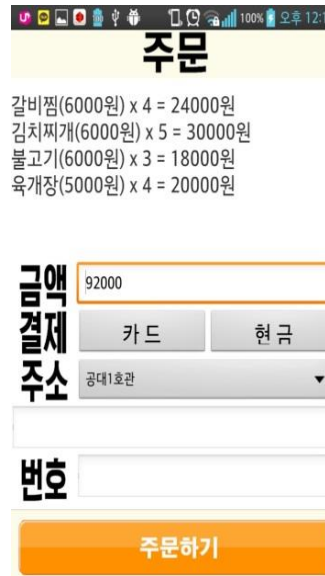 100% 오후 12:1
주문
갈비찜(6000원) x 4 = 24000원
김치찌개(6000원) x 5 = 30000원
불고기(6000원) x 3 = 18000원
육개장(5000원) x 4 = 20000원
금액 92000
결제 카드 현금
주소 공대1호관
번호
주문하기